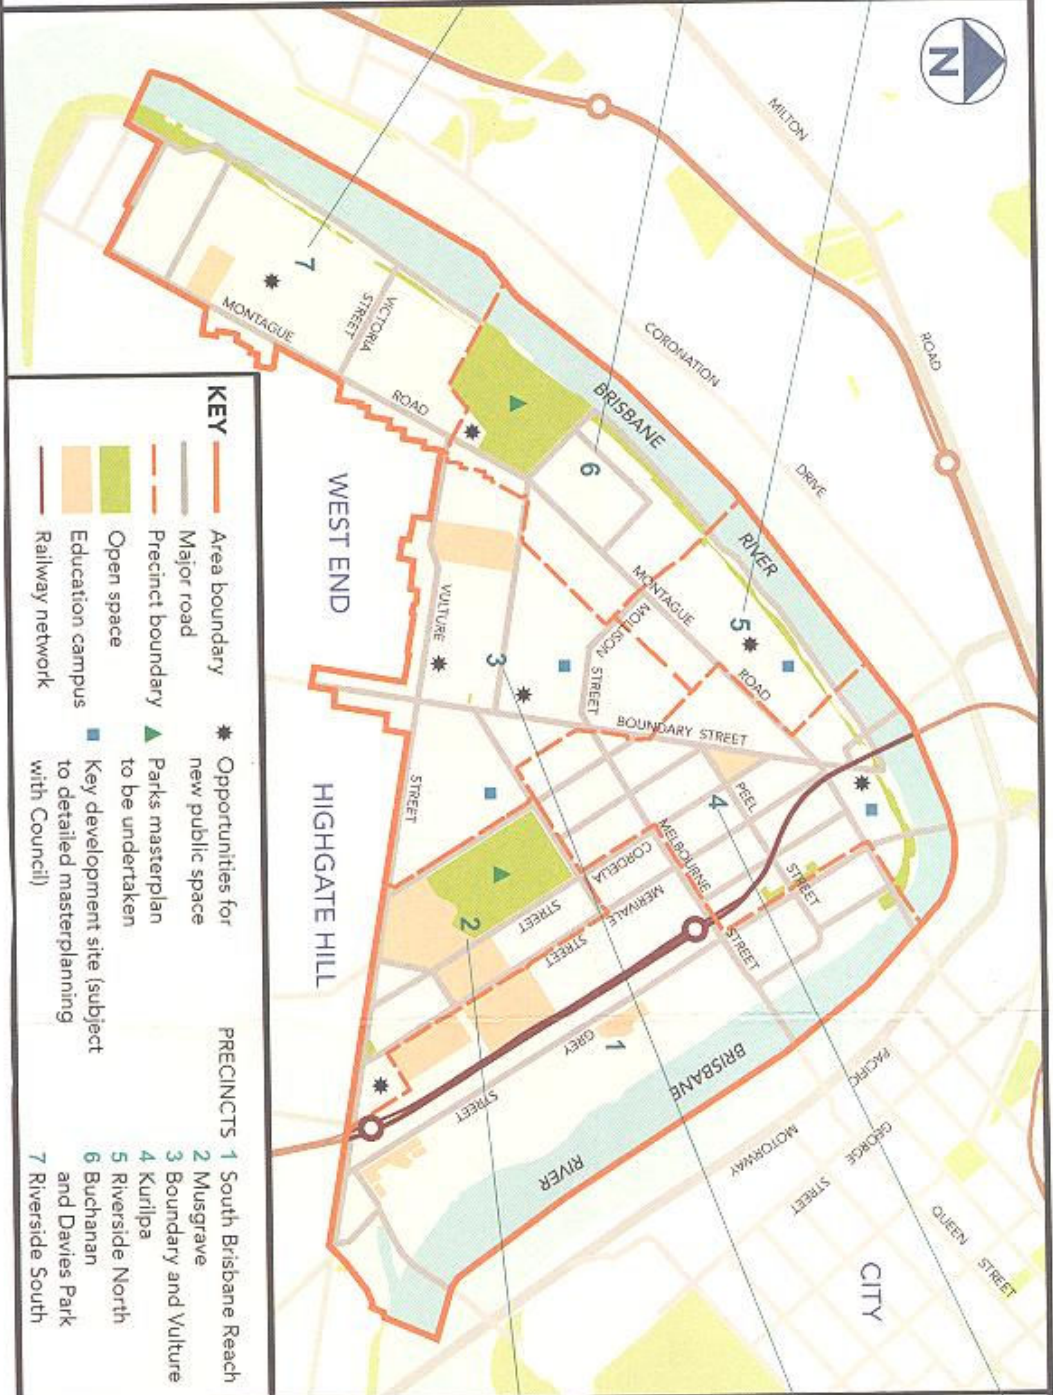 N
MILTON
ROAD
CORONATION
DRIVE
BRISBANE
RIVER
7
VICTORIA
STREET
MONTAGUE
ROAD
6
5
MONTAGUE
ROAD
MOLLISON
STREET
WEST END
VULTURE
STREET
3
BOUNDARY STREET
4
PEEL
STREET
MELBOURNE
STREET
CORDELIA
STREET
MERIVALE
STREET
HIGHGATE HILL
2
1
GREY
STREET
BRISBANE
RIVER
PACIFIC
MOTORWAY
GEORGE
STREET
QUEEN STREET
CITY
KEY
Area boundary
Major road
Precinct boundary
Open space
Education campus
Railway network
Opportunities for
new public space
Parks masterplan
to be undertaken
Key development site (subject
to detailed masterplanning
with Council)
PRECINCTS 1 South Brisbane Reach
2 Musgrave
3 Boundary and Vulture
4 Kurilpa
5 Riverside North
6 Buchanan
and Davies Park
7 Riverside South